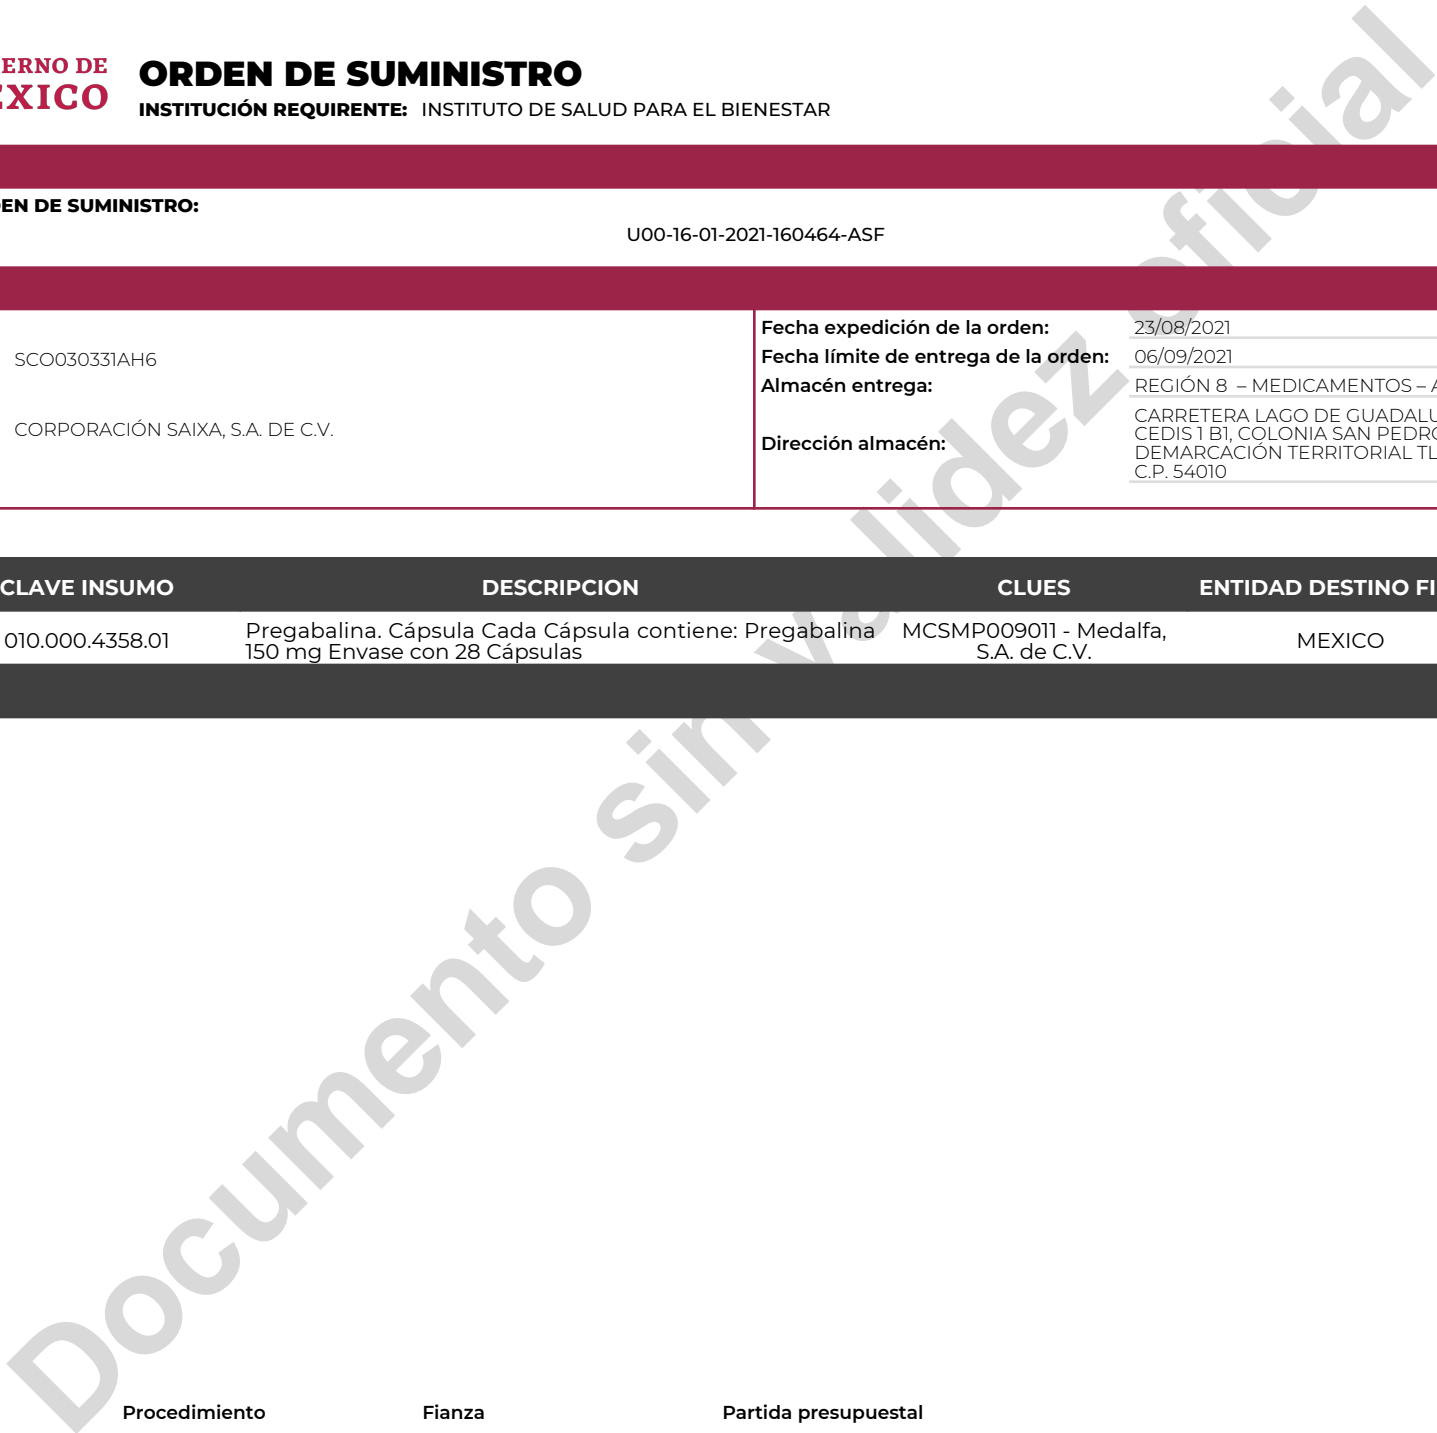 ERNO DE
EXICO
ORDEN DE SUMINISTRO
INSTITUCIÓN REQUIRENTE: INSTITUTO DE SALUD PARA EL BIENESTAR
EN DE SUMINISTRO:
U00-16-01-2021-160464-ASF
SCO030331AH6
CORPORACIÓN SAIXA, S.A. DE C.V.
Fecha expedición de la orden: 23/08/2021
Fecha límite de entrega de la orden: 06/09/2021
Almacén entrega: REGIÓN 8 – MEDICAMENTOS – A
Dirección almacén:
CARRETERA LAGO DE GUADALU
CEDIS 1 B1, COLONIA SAN PEDRO
DEMARCACIÓN TERRITORIAL TL
C.P. 54010
CLAVE INSUMO DESCRIPCION CLUES ENTIDAD DESTINO FI
010.000.4358.01
Pregabalina. Cápsula Cada Cápsula contiene: Pregabalina
150 mg Envase con 28 Cápsulas
MCSMP009011 - Medalfa,
S.A. de C.V.
MEXICO
Documento sin validez oficial
Procedimiento Fianza Partida presupuestal